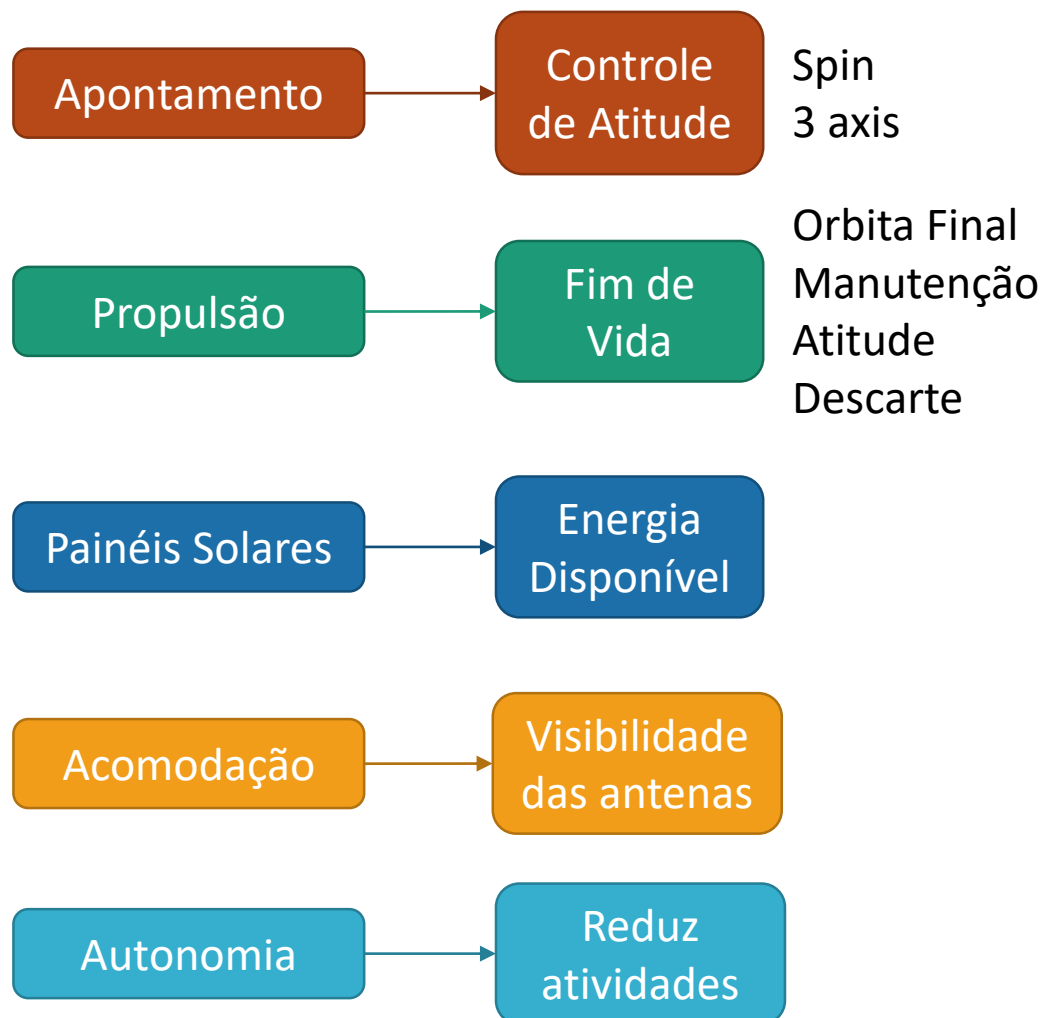 Apontamento
Controle
de Atitude
Spin
3 axis
Propulsão
Fim de
Vida
Orbita Final
Manutenção
Atitude
Descarte
Painéis Solares
Energia
Disponível
Acomodação
Visibilidade
das antenas
Autonomia
Reduz
atividades